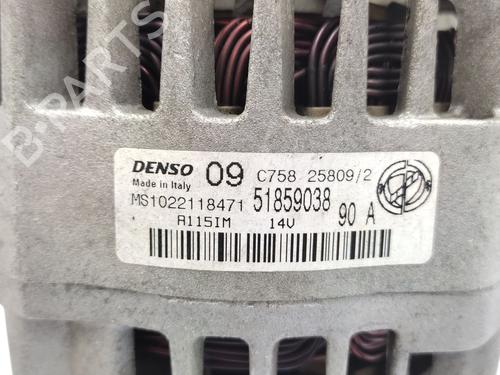 B-PARTS
DENSO 09 C758 25809/2
Made in Italy
MS1022118471 51859038
A115IM 14V 90 A